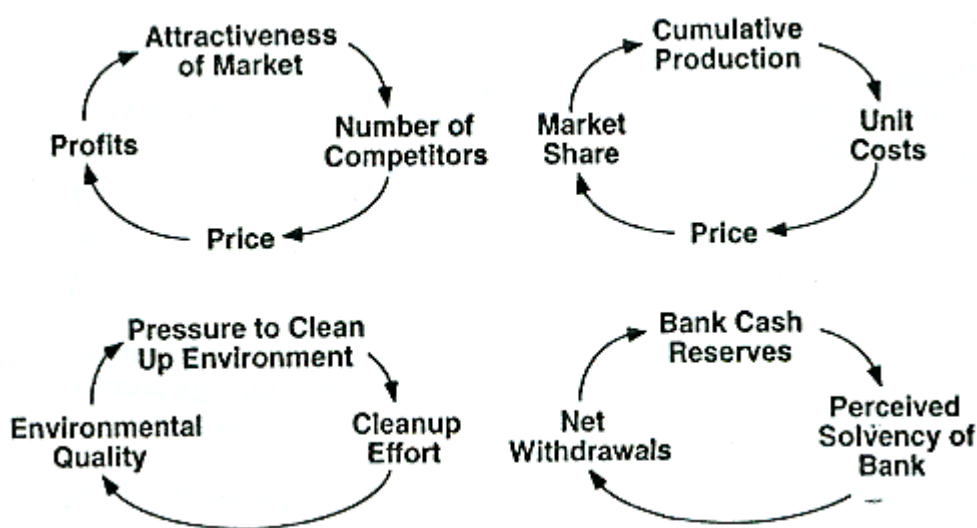 Attractiveness
of Market
Profits
Number of
Competitors
Price
Cumulative
Production
Market
Share
Unit
Costs
Price
Pressure to Clean
Up Environment
Environmental
Quality
Cleanup
Effort
Bank Cash
Reserves
Net
Withdrawals
Perceived
Solvency of
Bank